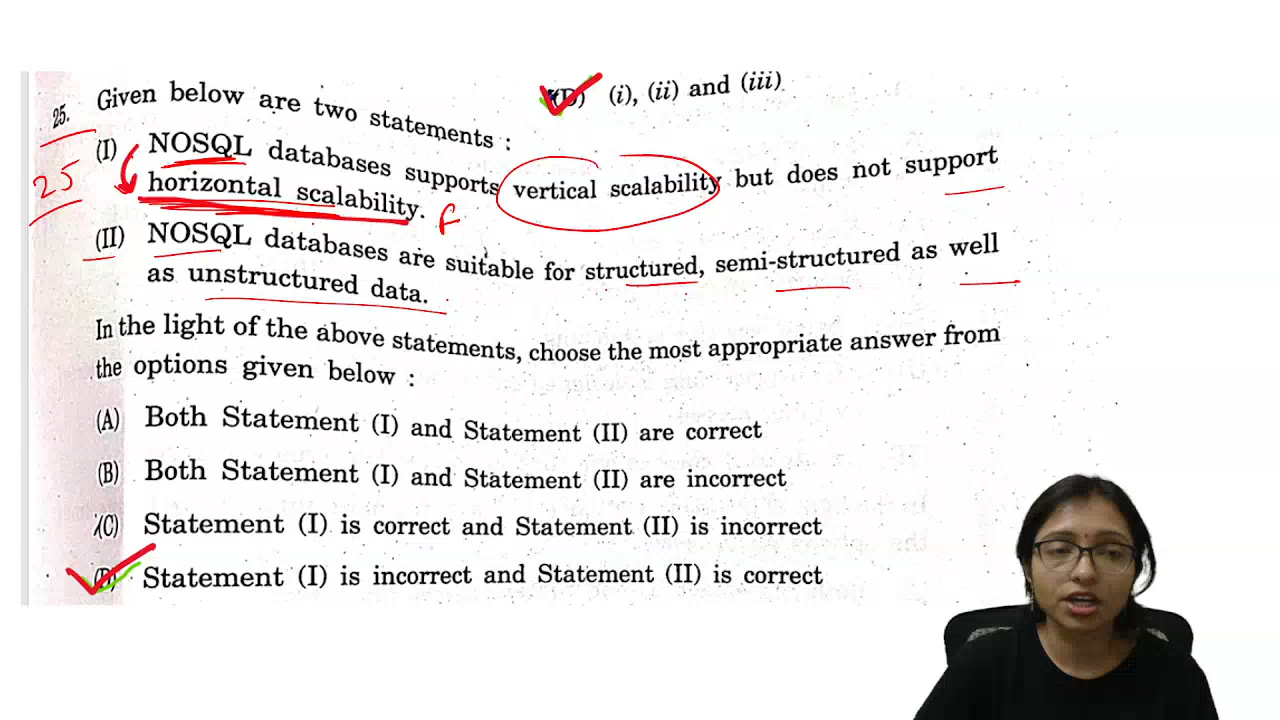 (D) (i), (ii) and (iii)
25. Given below are two statements :
25
(I) NOSQL databases supports vertical scalability but does not support
horizontal scalability. F
(II) NOSQL databases are suitable for structured, semi-structured as well
as unstructured data.
In the light of the above statements, choose the most appropriate answer from
the options given below :
(A) Both Statement (I) and Statement (II) are correct
(B) Both Statement (I) and Statement (II) are incorrect
(C) Statement (I) is correct and Statement (II) is incorrect
(D) Statement (I) is incorrect and Statement (II) is correct